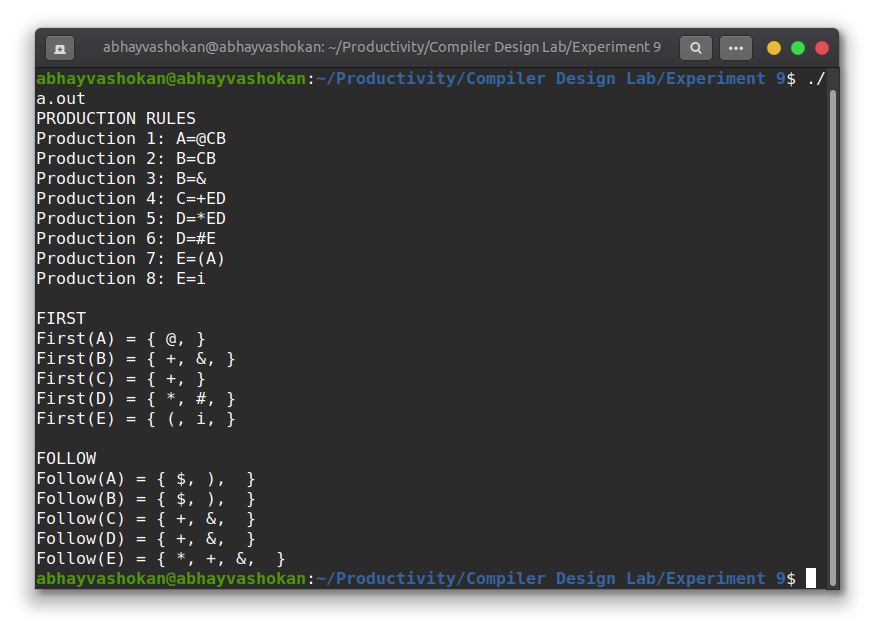 abhayvashokan@abhayvashokan: ~/Productivity/Compiler Design Lab/Experiment 9
abhayvashokan@abhayvashokan:~/Productivity/Compiler Design Lab/Experiment 9$ ./
a.out
PRODUCTION RULES
Production 1: A=@CB
Production 2: B=CB
Production 3: B=&
Production 4: C=+ED
Production 5: D=*ED
Production 6: D=#E
Production 7: E=(A)
Production 8: E=i
FIRST
First(A) = { @, }
First(B) = { +, &, }
First(C) = { +, }
First(D) = { *, #, }
First(E) = { (, i, }
FOLLOW
Follow(A) = { $, ),  }
Follow(B) = { $, ),  }
Follow(C) = { +, &,  }
Follow(D) = { +, &,  }
Follow(E) = { *, +, &,  }
abhayvashokan@abhayvashokan:~/Productivity/Compiler Design Lab/Experiment 9$